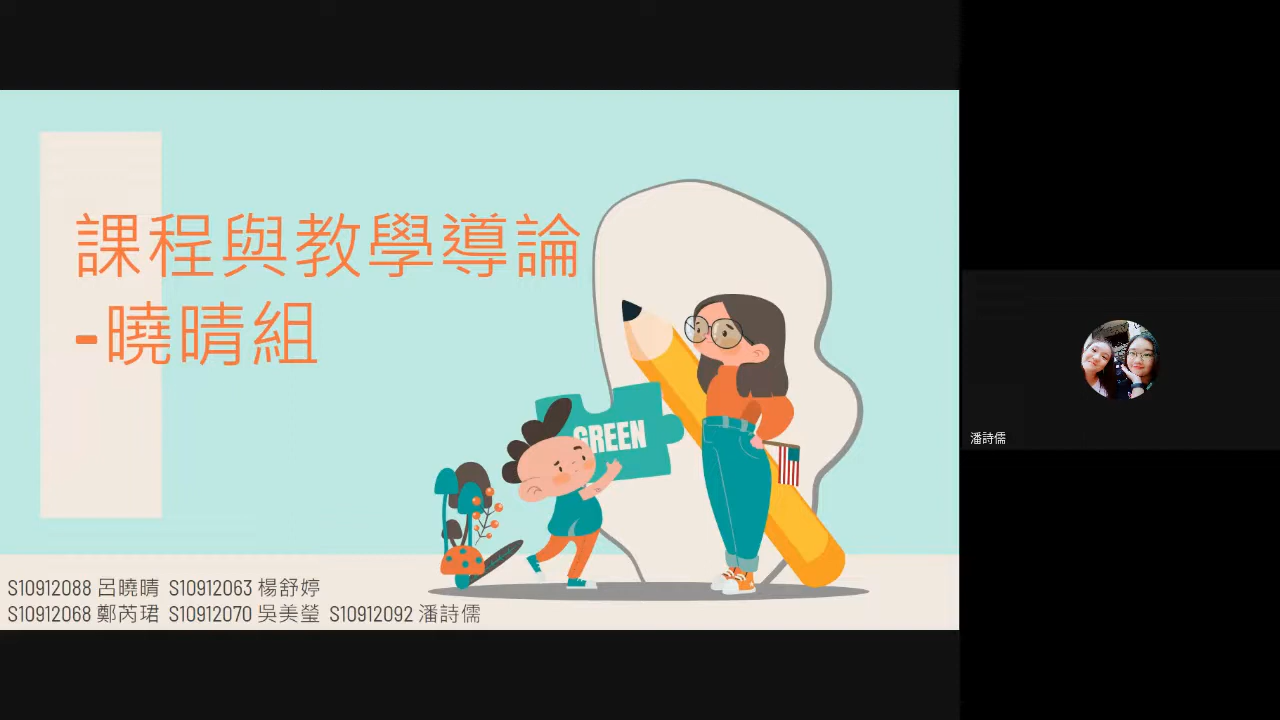 課程與教學導論
-曉晴組
GREEN
S10912088 呂曉晴 S10912063 楊舒婷
S10912068 鄭芮珺 S10912070 吳美瑩 S10912092 潘詩儒
潘詩儒